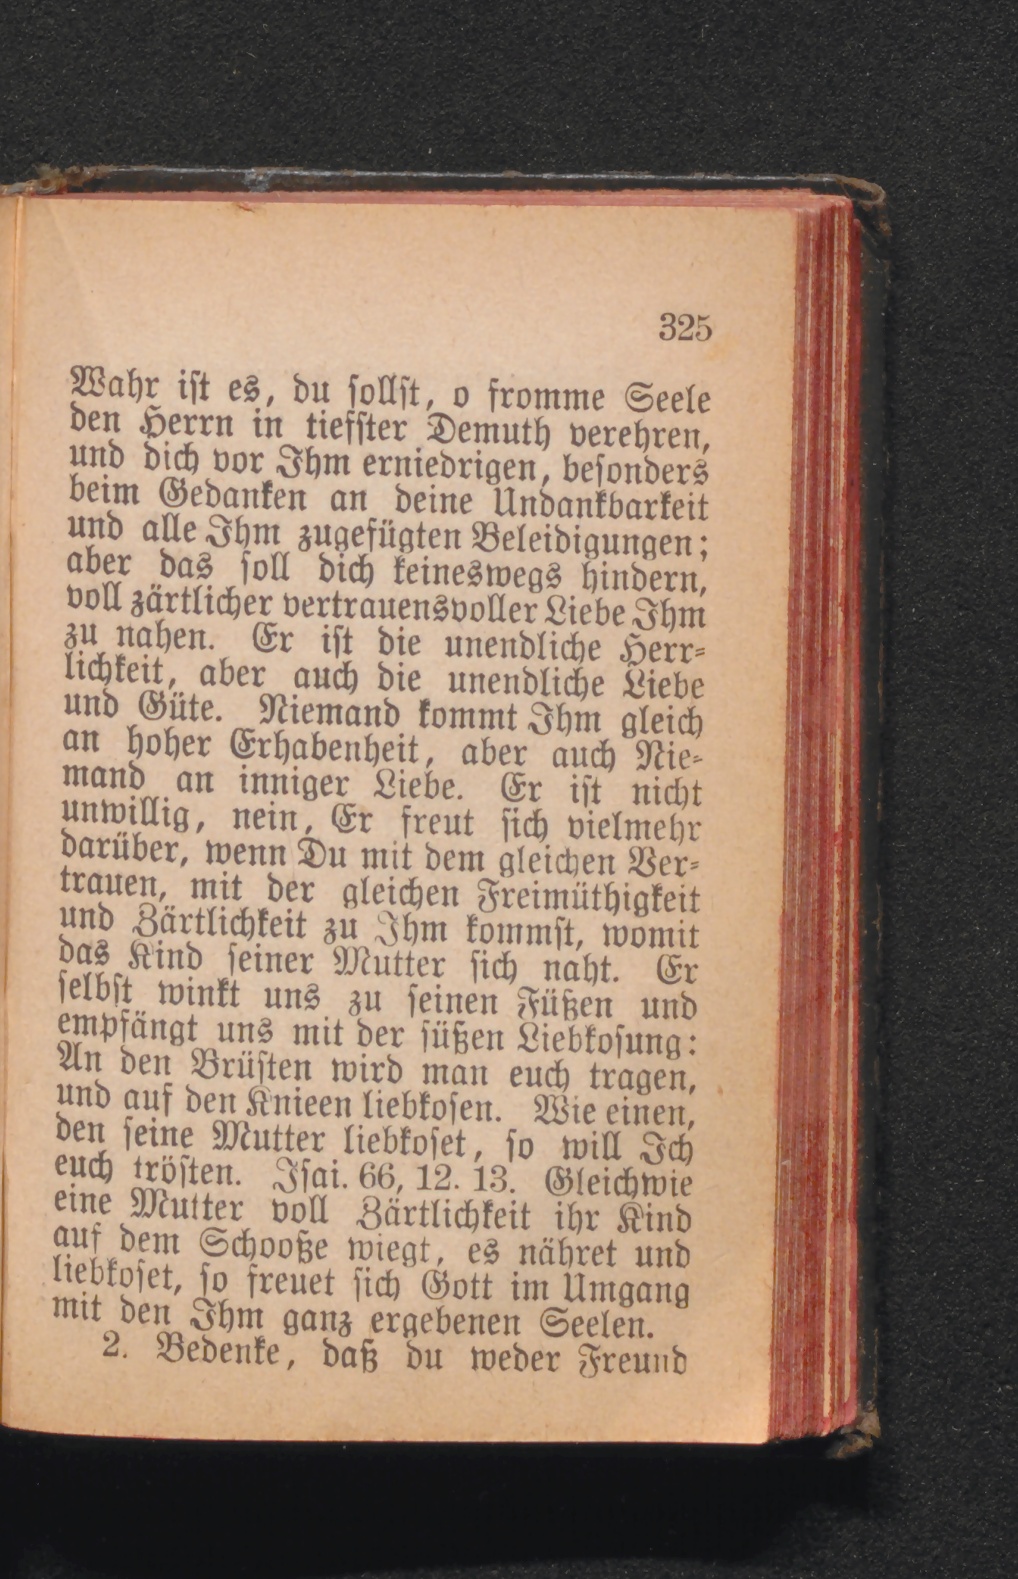 325
Wahr ist es, du sollst, o fromme Seele
den Herrn in tiefster Demuth verehren,
und dich vor Ihm erniedrigen, besonders
beim Gedanken an deine Undankbarkeit
und alle Ihm zugefügten Beleidigungen;
aber das soll dich keineswegs hindern,
voll zärtlicher vertrauensvoller Liebe Ihm
zu nahen. Er ist die unendliche Herr-
lichkeit, aber auch die unendliche Liebe
und Güte. Niemand kommt Ihm gleich
an hoher Erhabenheit, aber auch Nie-
mand an inniger Liebe. Er ist nicht
unwillig, nein, Er freut sich vielmehr
darüber, wenn Du mit dem gleichen Ver-
trauen, mit der gleichen Freimüthigkeit
und Zärtlichkeit zu Ihm kommst, womit
das Kind seiner Mutter sich naht. Er
selbst winkt uns zu seinen Füßen und
empfängt uns mit der süßen Liebkosung:
An den Brüsten wird man euch tragen,
und auf den Knieen liebkosen. Wie einen,
den seine Mutter liebkoset, so will Ich
euch trösten. Isai. 66, 12. 13. Gleichwie
eine Mutter voll Zärtlichkeit ihr Kind
auf dem Schooße wiegt, es nähret und
liebkoset, so freuet sich Gott im Umgang
mit den Ihm ganz ergebenen Seelen.
2. Bedenke, daß du weder Freund